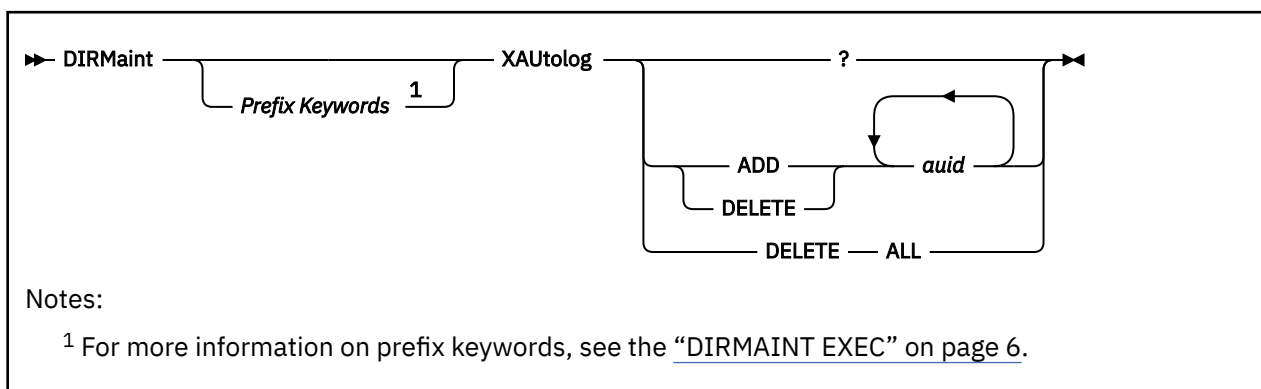 DIRMaint XAUtolog ?
Prefix Keywords 1
ADD auid
DELETE
DELETE ALL
Notes:
1 For more information on prefix keywords, see the “DIRMAINT EXEC” on page 6.